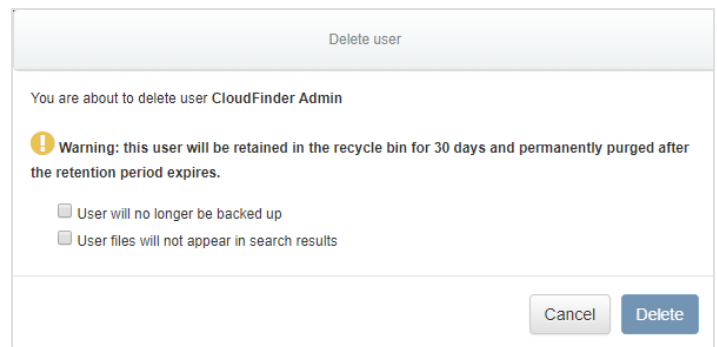 Delete user
You are about to delete user CloudFinder Admin
Warning: this user will be retained in the recycle bin for 30 days and permanently purged after
the retention period expires.
User will no longer be backed up
User files will not appear in search results
Cancel
Delete